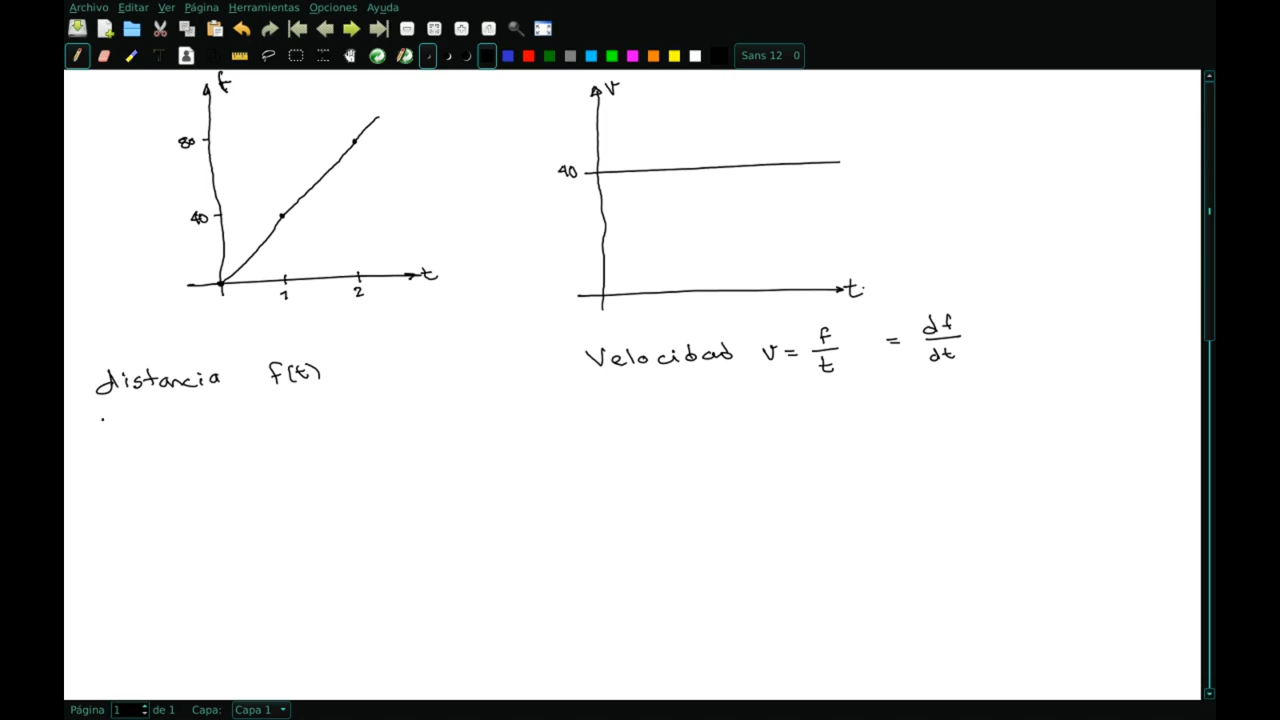 Archivo Editar Ver Página Herramientas Opciones Ayuda
Sans 12 0
f
80
40
1 2 t
v
40
t
Velocidad v = f/t = df/dt
distancia f(t)
Página 1 de 1 Capa: Capa 1